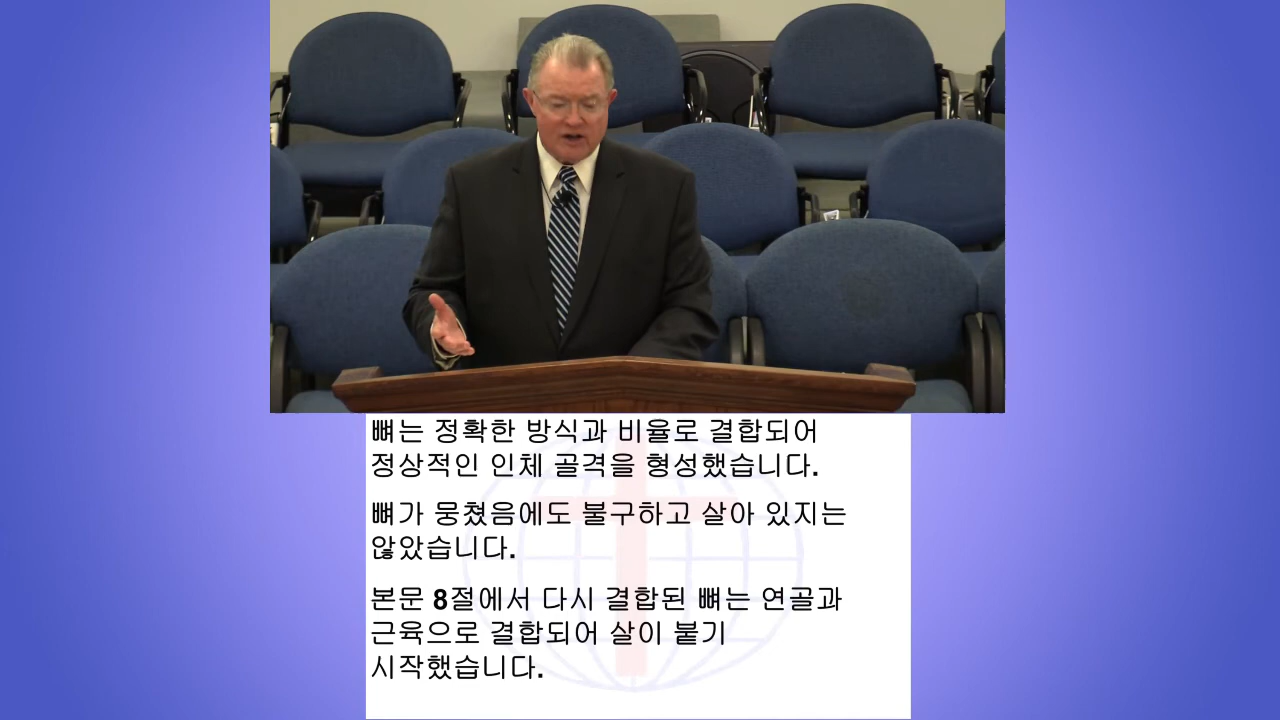 뼈는 정확한 방식과 비율로 결합되어
정상적인 인체 골격을 형성했습니다.
뼈가 뭉쳤음에도 불구하고 살아 있지는
않았습니다.
본문 8절에서 다시 결합된 뼈는 연골과
근육으로 결합되어 살이 붙기
시작했습니다.